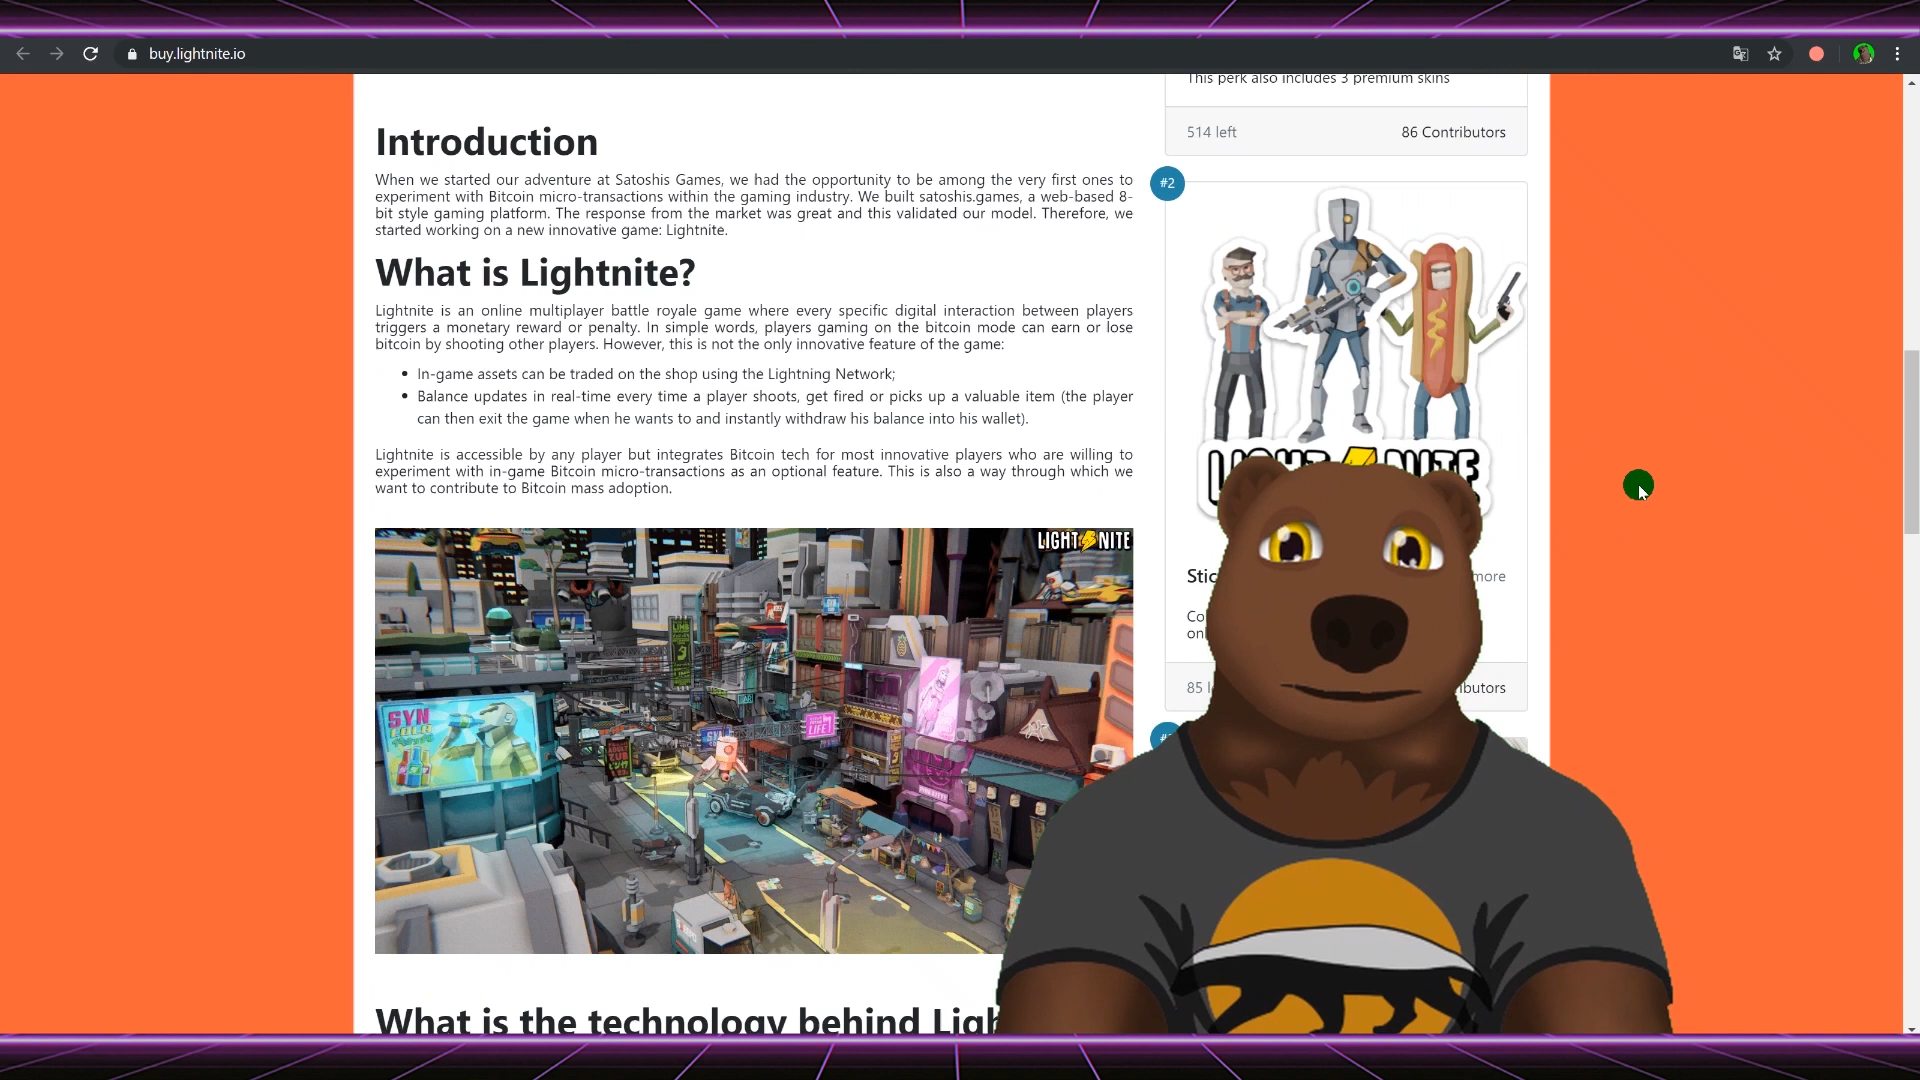 buy.lightnite.io
This perk also includes 3 premium skins
514 left
86 Contributors
Introduction
When we started our adventure at Satoshis Games, we had the opportunity to be among the very first ones to
experiment with Bitcoin micro-transactions within the gaming industry. We built satoshis.games, a web-based 8-
bit style gaming platform. The response from the market was great and this validated our model. Therefore, we
started working on a new innovative game: Lightnite.
What is Lightnite?
Lightnite is an online multiplayer battle royale game where every specific digital interaction between players
triggers a monetary reward or penalty. In simple words, players gaming on the bitcoin mode can earn or lose
bitcoin by shooting other players. However, this is not the only innovative feature of the game:
• In-game assets can be traded on the shop using the Lightning Network;
• Balance updates in real-time every time a player shoots, get fired or picks up a valuable item (the player
can then exit the game when he wants to and instantly withdraw his balance into his wallet).
Lightnite is accessible by any player but integrates Bitcoin tech for most innovative players who are willing to
experiment with in-game Bitcoin micro-transactions as an optional feature. This is also a way through which we
want to contribute to Bitcoin mass adoption.
LIGHT NITE
SYN
COLA
What is the technology behind Ligh
#2
LIGHT NITE
Stic
more
Co
onl
85 l
ibutors